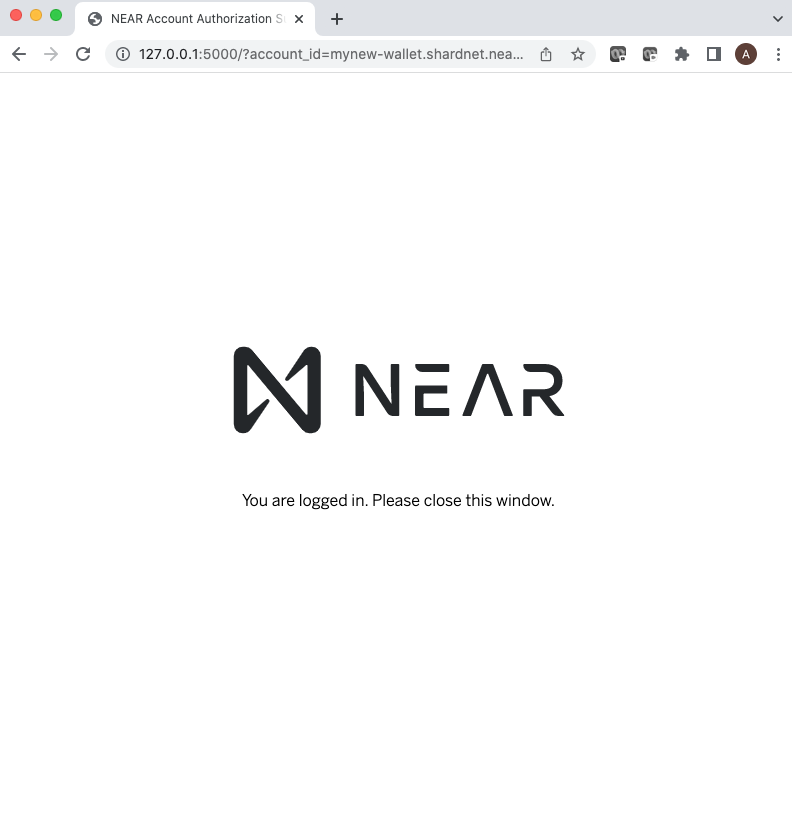 NEAR Account Authorization S
127.0.0.1:5000/?account_id=mynew-wallet.shardnet.nea...
A
NEAR
You are logged in. Please close this window.